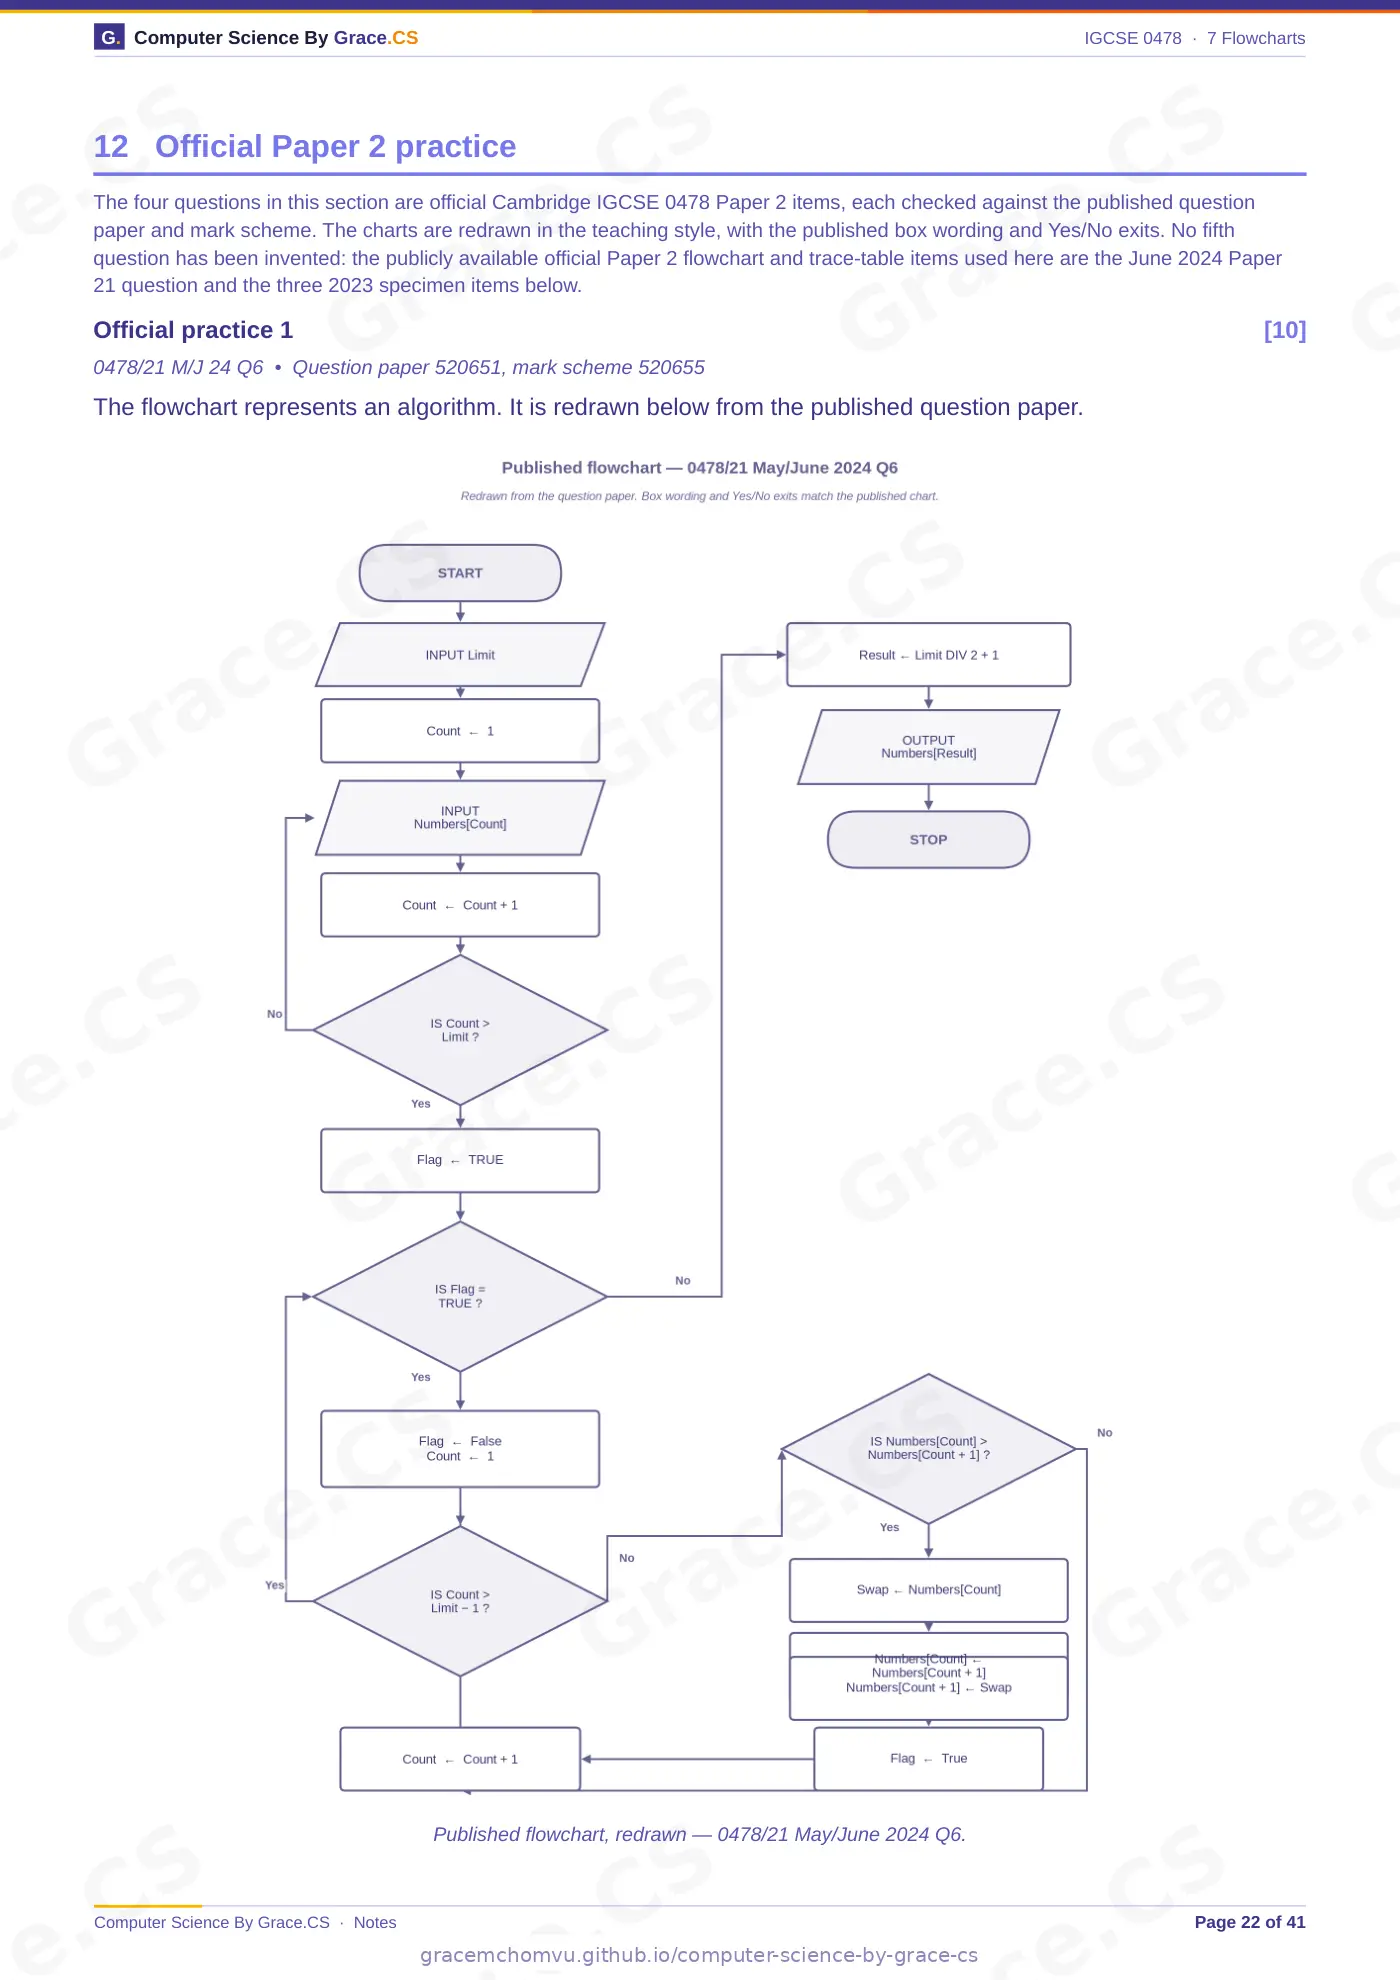 G. Computer Science By Grace.CS
IGCSE 0478 · 7 Flowcharts
12 Official Paper 2 practice
The four questions in this section are official Cambridge IGCSE 0478 Paper 2 items, each checked against the published question
paper and mark scheme. The charts are redrawn in the teaching style, with the published box wording and Yes/No exits. No fifth
question has been invented: the publicly available official Paper 2 flowchart and trace-table items used here are the June 2024 Paper
21 question and the three 2023 specimen items below.
Official practice 1 [10]
0478/21 M/J 24 Q6 • Question paper 520651, mark scheme 520655
The flowchart represents an algorithm. It is redrawn below from the published question paper.
Published flowchart — 0478/21 May/June 2024 Q6
Redrawn from the question paper. Box wording and Yes/No exits match the published chart.
START
INPUT Limit
Count ← 1
INPUT
Numbers[Count]
Count ← Count + 1
IS Count >
Limit ?
No
Yes
Flag ← TRUE
IS Flag =
TRUE ?
No
Yes
Flag ← False
Count ← 1
IS Count >
Limit − 1 ?
Yes
No
Count ← Count + 1
Result ← Limit DIV 2 + 1
OUTPUT
Numbers[Result]
STOP
IS Numbers[Count] >
Numbers[Count + 1] ?
No
Yes
Swap ← Numbers[Count]
Numbers[Count] ←
Numbers[Count + 1]
Numbers[Count + 1] ← Swap
Flag ← True
Published flowchart, redrawn — 0478/21 May/June 2024 Q6.
Computer Science By Grace.CS · Notes
Page 22 of 41
gracemchomvu.github.io/computer-science-by-grace-cs
Grace.CS